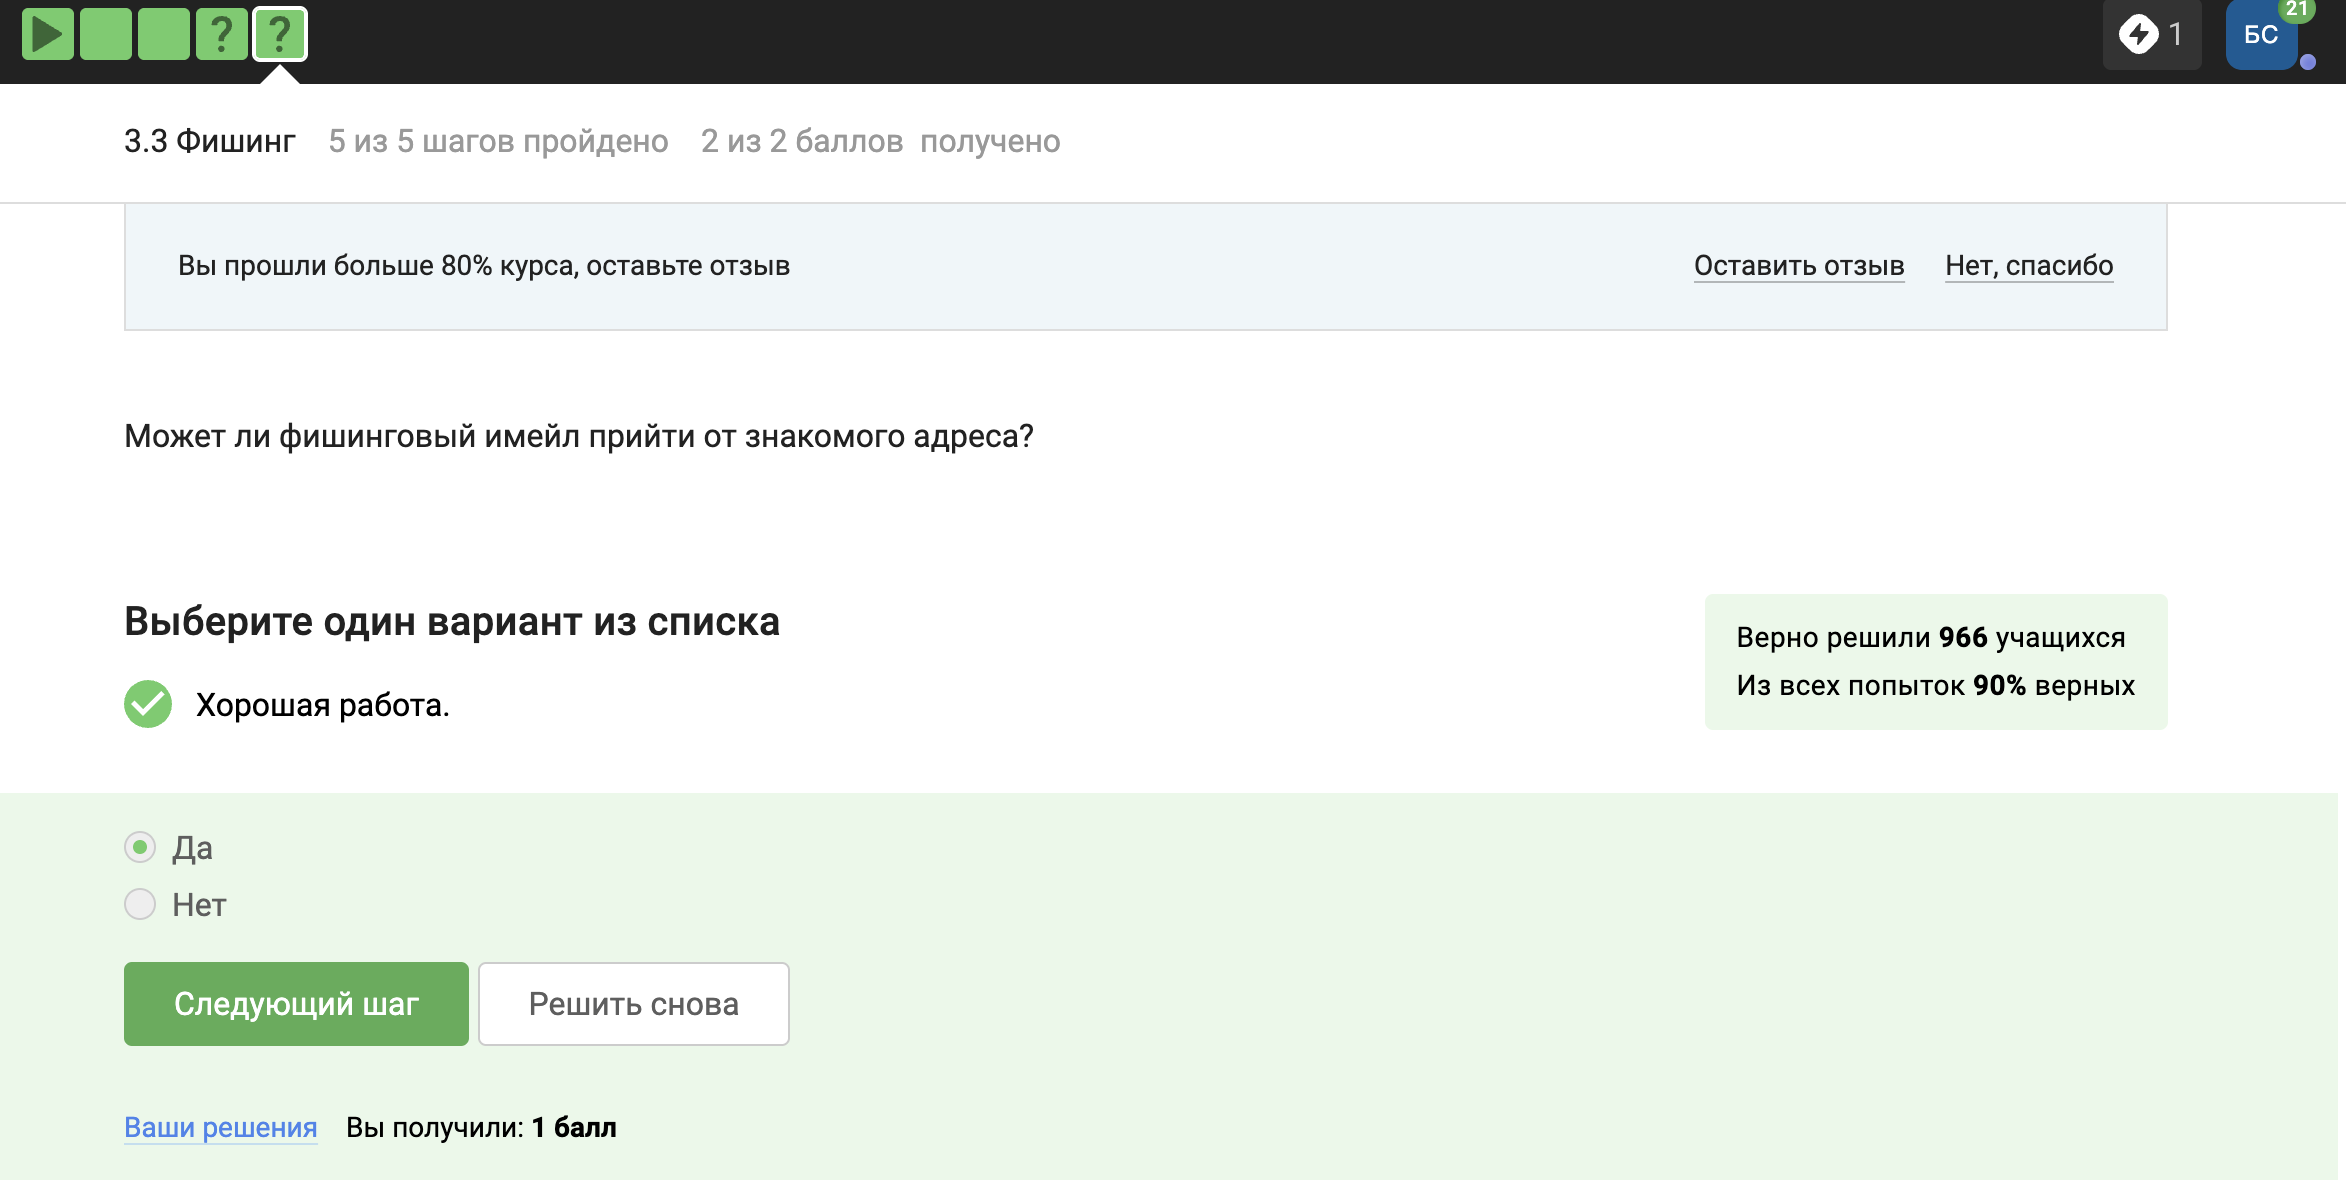 ? ?
1 БС 21
3.3 Фишинг 5 из 5 шагов пройдено 2 из 2 баллов получено
Вы прошли больше 80% курса, оставьте отзыв Оставить отзыв Нет, спасибо
Может ли фишинговый имейл прийти от знакомого адреса?
Выберите один вариант из списка
Хорошая работа.
Верно решили 966 учащихся
Из всех попыток 90% верных
Да
Нет
Следующий шаг Решить снова
Ваши решения Вы получили: 1 балл